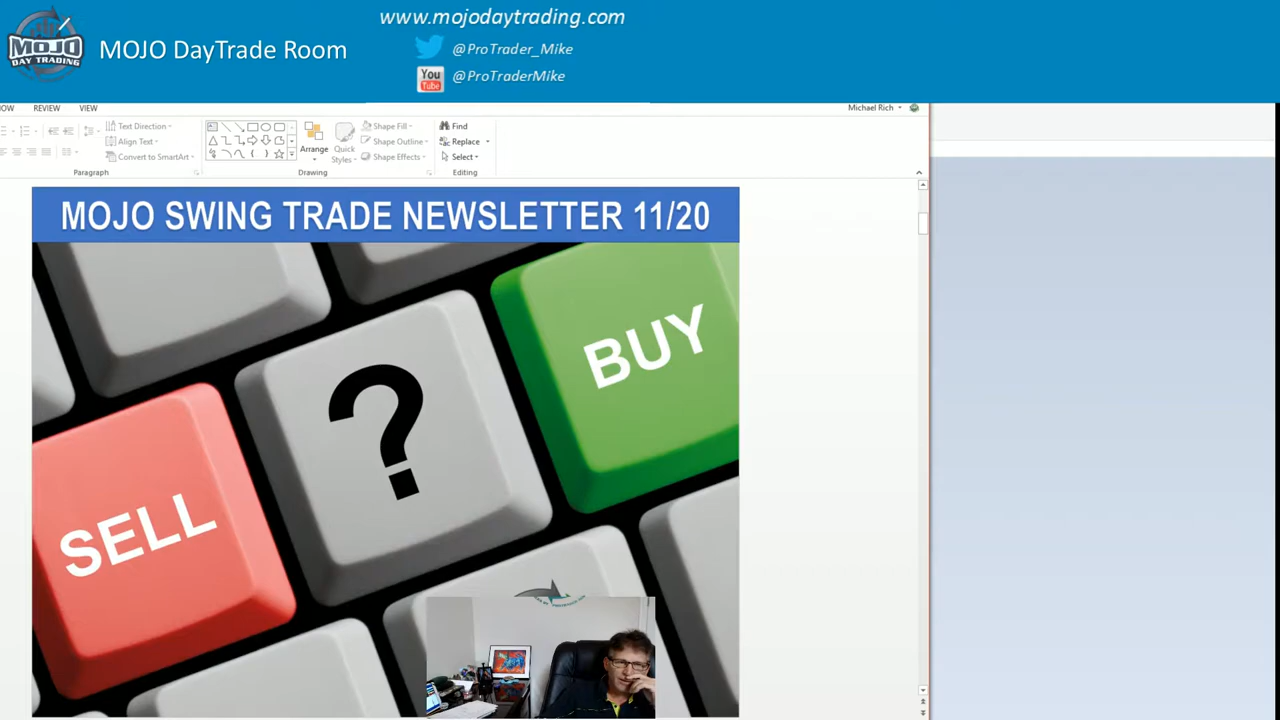 www.mojodaytrading.com
MOJO
DAY TRADING
MOJO DayTrade Room
@ProTrader_Mike
You
Tube
@ProTraderMike
OW REVIEW VIEW
Michael Rich
Text Direction
Align Text
Convert to SmartArt
Paragraph
Arrange
Quick
Styles
Shape Fill
Shape Outline
Shape Effects
Drawing
Find
Replace
Select
Editing
MOJO SWING TRADE NEWSLETTER 11/20
BUY
?
SELL